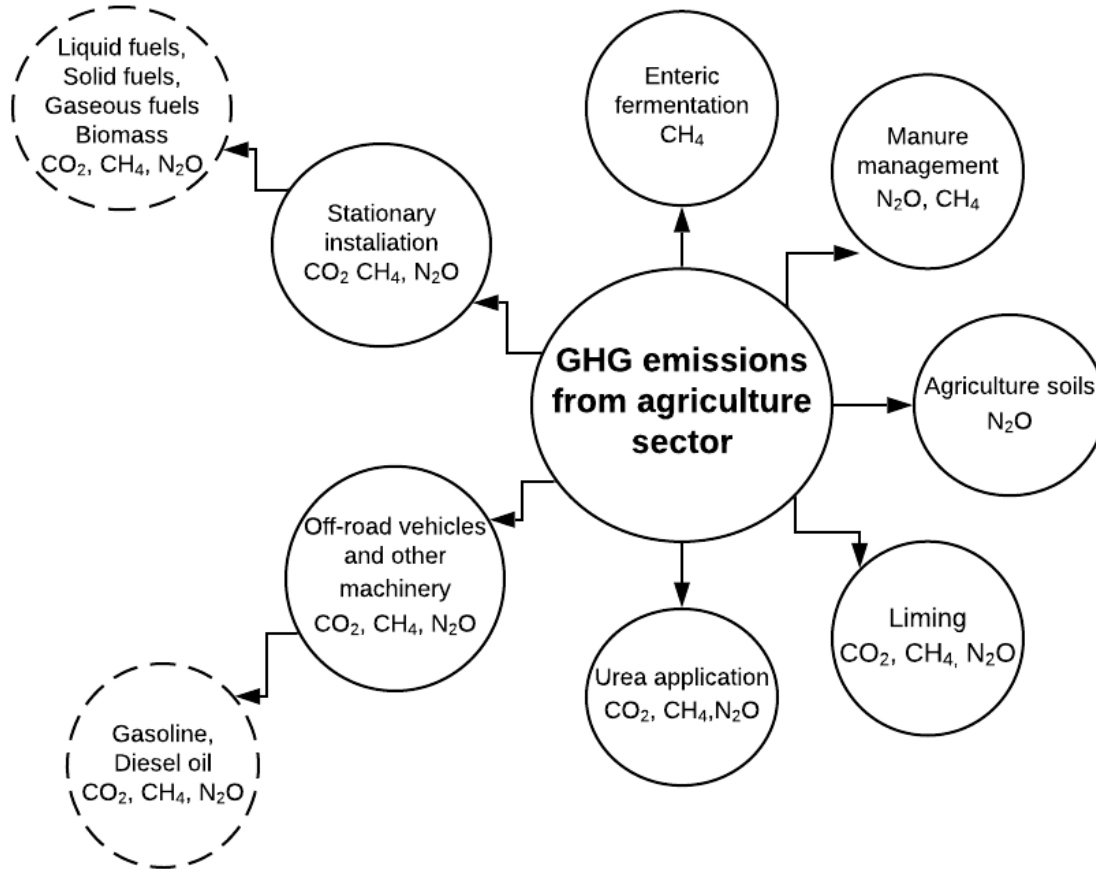 Liquid fuels,
Solid fuels,
Gaseous fuels
Biomass
CO₂, CH₄, N₂O
Stationary
instaliation
CO₂ CH₄, N₂O
Enteric
fermentation
CH₄
Manure
management
N₂O, CH₄
GHG emissions
from agriculture
sector
Agriculture soils
N₂O
Off-road vehicles
and other
machinery
CO₂, CH₄, N₂O
Liming
CO₂, CH₄, N₂O
Urea application
CO₂, CH₄,N₂O
Gasoline,
Diesel oil
CO₂, CH₄, N₂O